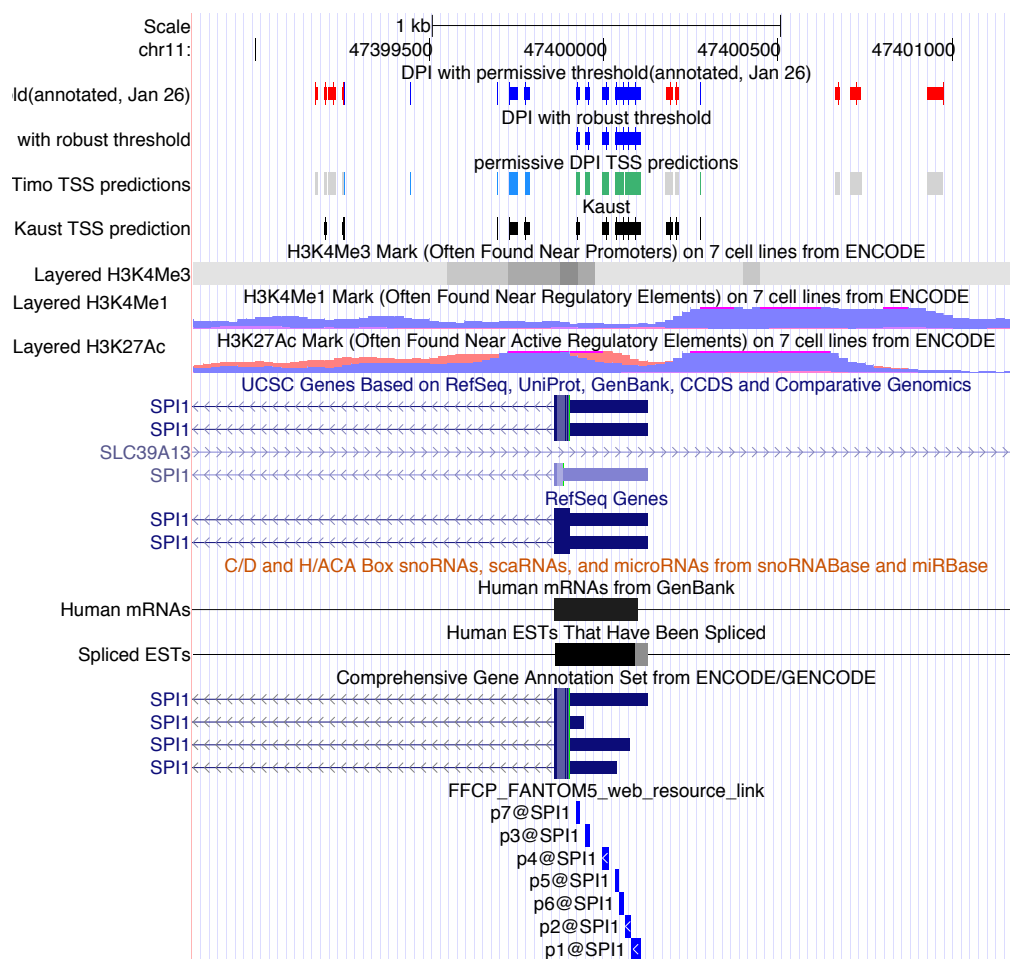 Scale 1 kb
chr11: 47399500 47400000 47400500 47401000
DPI with permissive threshold(annotated, Jan 26)
ld(annotated, Jan 26)
DPI with robust threshold
with robust threshold
permissive DPI TSS predictions
Timo TSS predictions
Kaust
Kaust TSS prediction
H3K4Me3 Mark (Often Found Near Promoters) on 7 cell lines from ENCODE
Layered H3K4Me3
H3K4Me1 Mark (Often Found Near Regulatory Elements) on 7 cell lines from ENCODE
Layered H3K4Me1
H3K27Ac Mark (Often Found Near Active Regulatory Elements) on 7 cell lines from ENCODE
Layered H3K27Ac
UCSC Genes Based on RefSeq, UniProt, GenBank, CCDS and Comparative Genomics
SPI1
SPI1
SLC39A13
SPI1
RefSeq Genes
SPI1
SPI1
C/D and H/ACA Box snoRNAs, scaRNAs, and microRNAs from snoRNABase and miRBase
Human mRNAs from GenBank
Human mRNAs
Human ESTs That Have Been Spliced
Spliced ESTs
Comprehensive Gene Annotation Set from ENCODE/GENCODE
SPI1
SPI1
SPI1
SPI1
FFCP_FANTOM5_web_resource_link
p7@SPI1
p3@SPI1
p4@SPI1
p5@SPI1
p6@SPI1
p2@SPI1
p1@SPI1